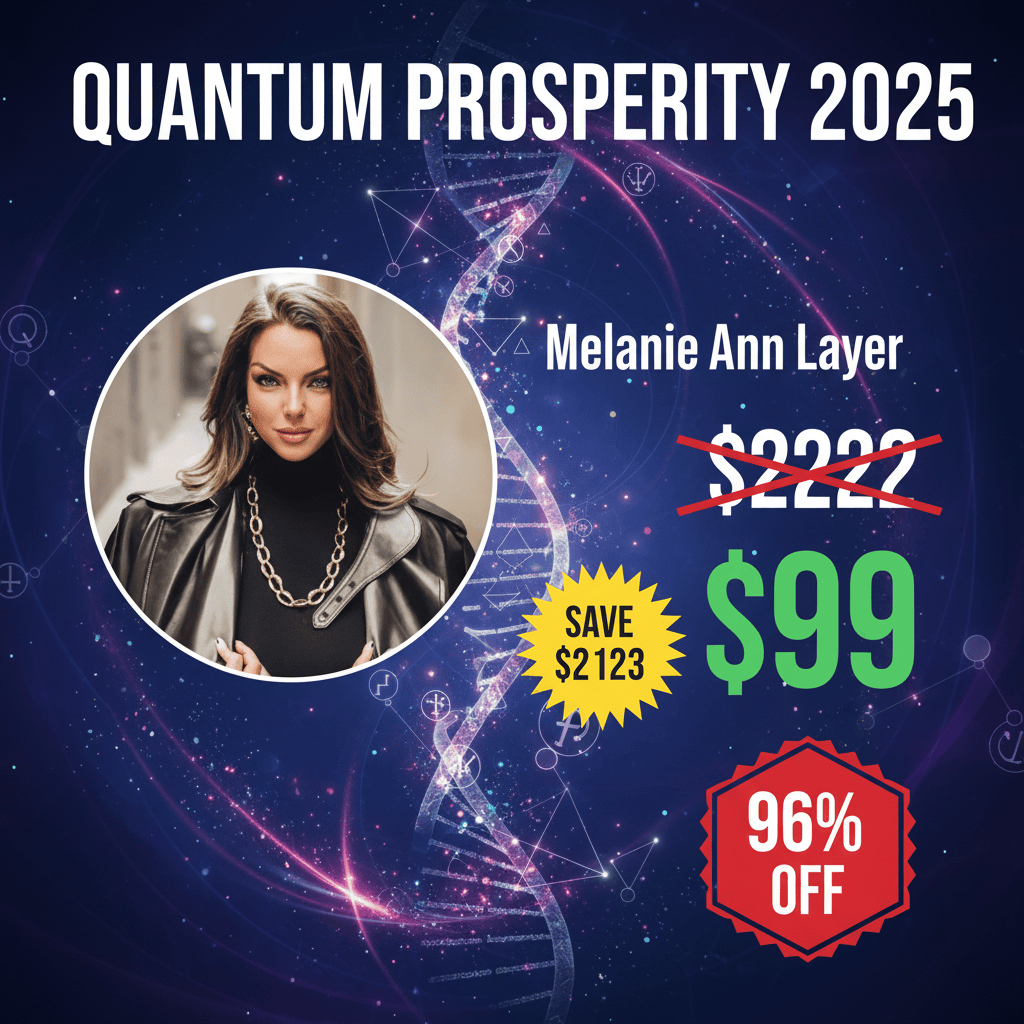 QUANTUM PROSPERITY 2025
Melanie Ann Layer
$2222
$99
SAVE
$2123
96%
OFF